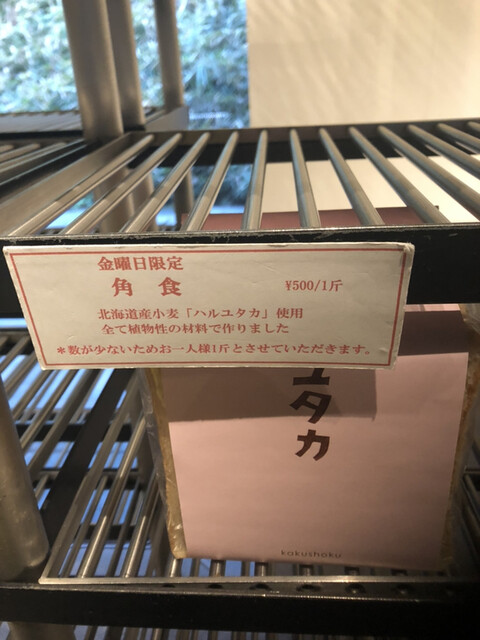 金曜日限定
角食 ¥500/1斤
北海道産小麦「ハルユタカ」使用
全て植物性の材料で作りました
*数が少ないためお一人様1斤とさせていただきます。
ユタカ
kakushoku